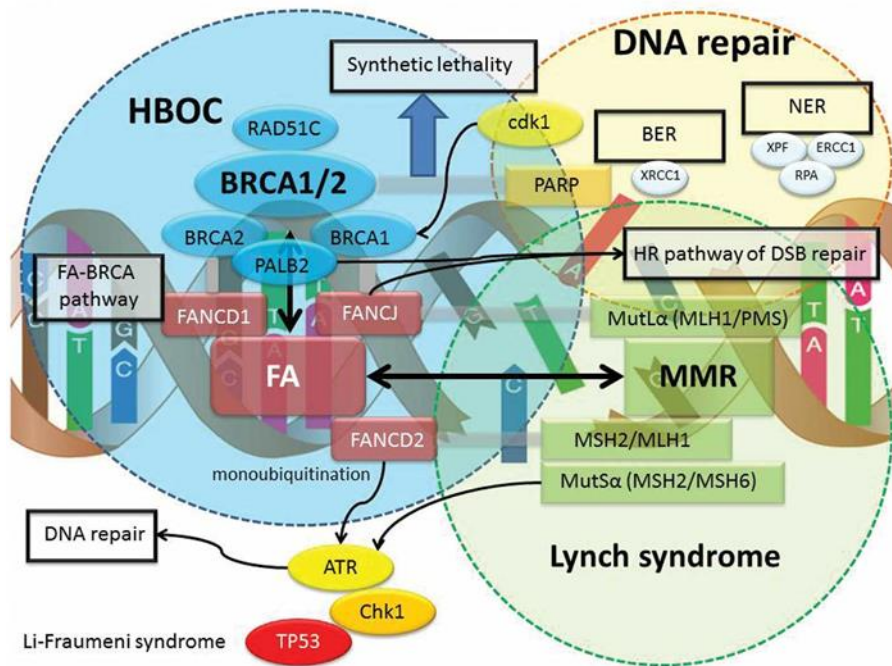 DNA repair
Synthetic lethality
HBOC
NER
cdk1
BER
RAD51C
XPF
ERCC1
XRCC1
RPA
BRCA1/2
PARP
BRCA2
BRCA1
PALB2
HR pathway of DSB repair
FA-BRCA
pathway
FANCD1
FANCJ
MutLα (MLH1/PMS)
FA
MMR
FANCD2
MSH2/MLH1
monoubiquitination
MutSα (MSH2/MSH6)
DNA repair
ATR
Lynch syndrome
Chk1
Li-Fraumeni syndrome
TP53
G
A
T
G
C
T
A
G
C
A
G
T
C
T
A
A
T